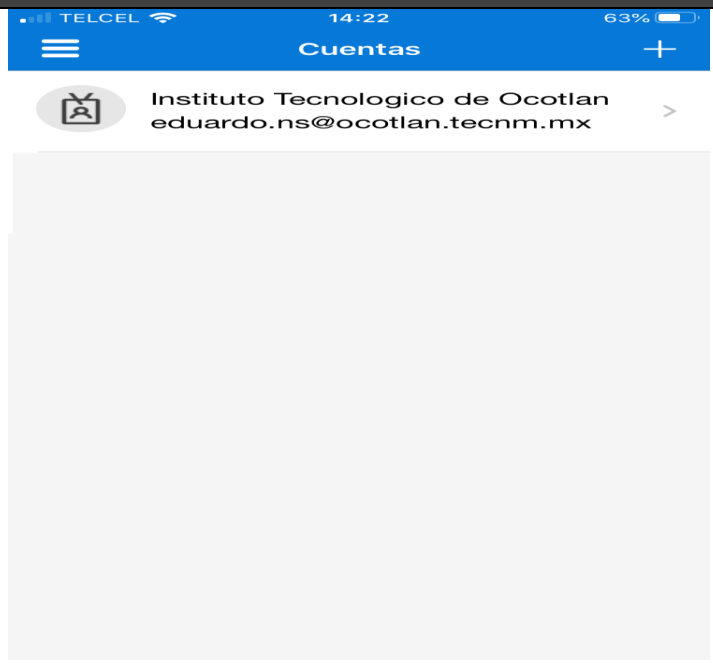 TELCEL 14:22 63%
Cuentas
Instituto Tecnologico de Ocotlan
eduardo.ns@ocotlan.tecnm.mx